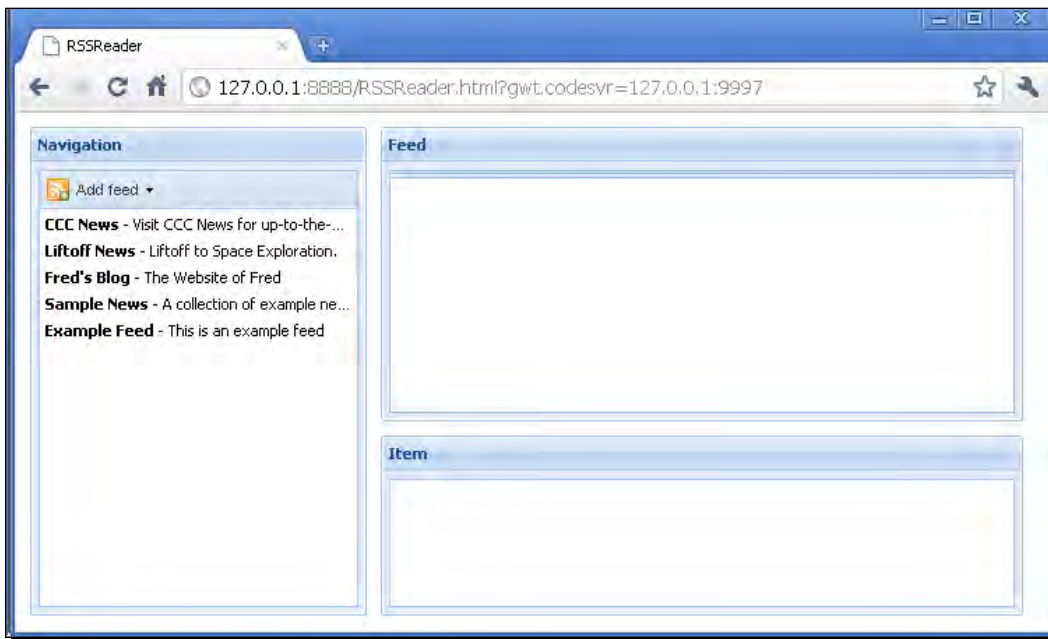 RSSReader
127.0.0.1:8888/RSSReader.html?gwt.codesvr=127.0.0.1:9997
Navigation
Add feed
CCC News - Visit CCC News for up-to-the-...
Liftoff News - Liftoff to Space Exploration.
Fred's Blog - The Website of Fred
Sample News - A collection of example ne...
Example Feed - This is an example feed
Feed
Item